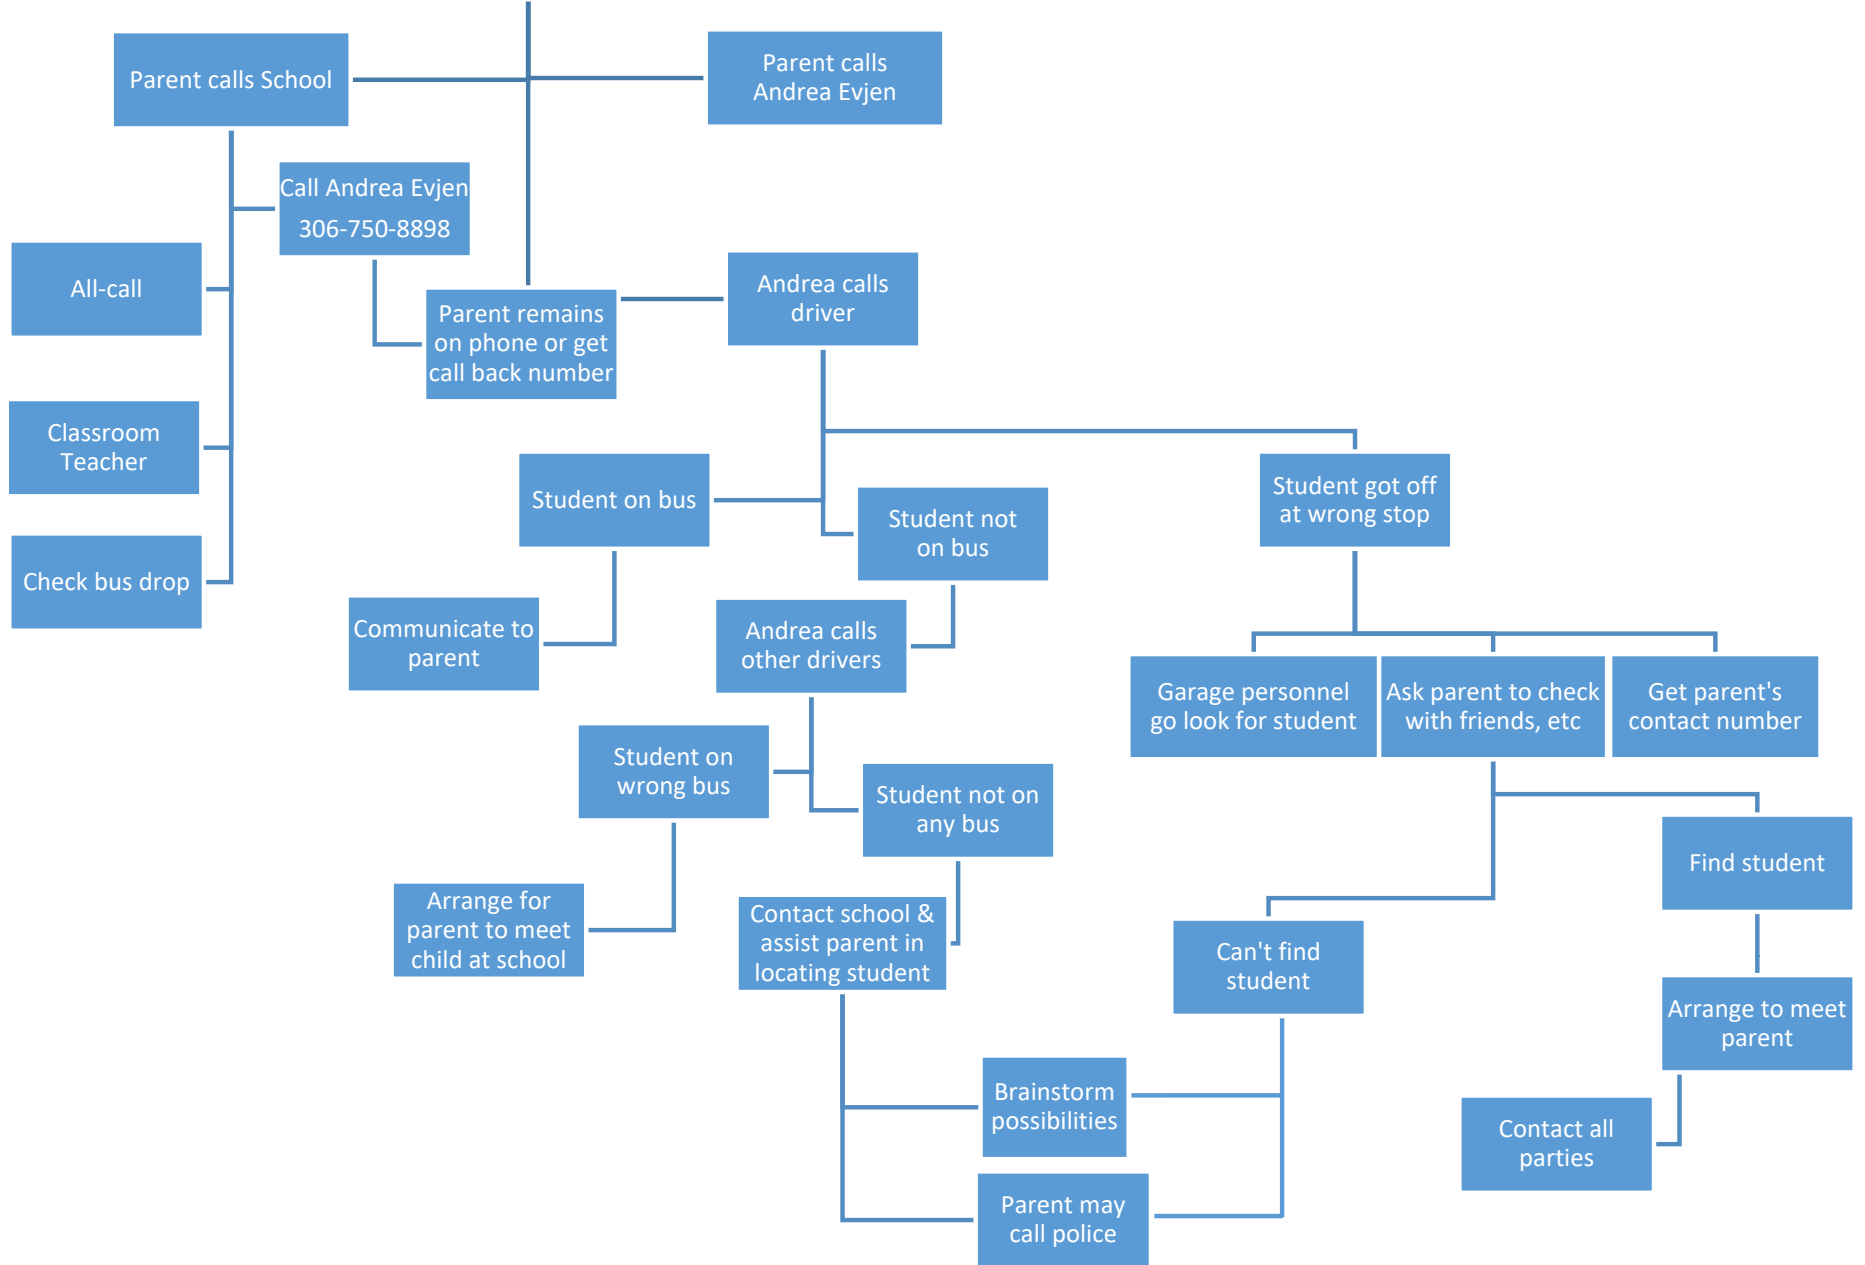 Parent calls School
Parent calls
Andrea Evjen
Call Andrea Evjen
306-750-8898
All-call
Parent remains
on phone or get
call back number
Andrea calls
driver
Classroom
Teacher
Student on bus
Student not
on bus
Student got off
at wrong stop
Check bus drop
Communicate to
parent
Andrea calls
other drivers
Garage personnel
go look for student
Ask parent to check
with friends, etc
Get parent's
contact number
Student on
wrong bus
Student not on
any bus
Find student
Arrange for
parent to meet
child at school
Contact school &
assist parent in
locating student
Can't find
student
Arrange to meet
parent
Brainstorm
possibilities
Contact all
parties
Parent may
call police